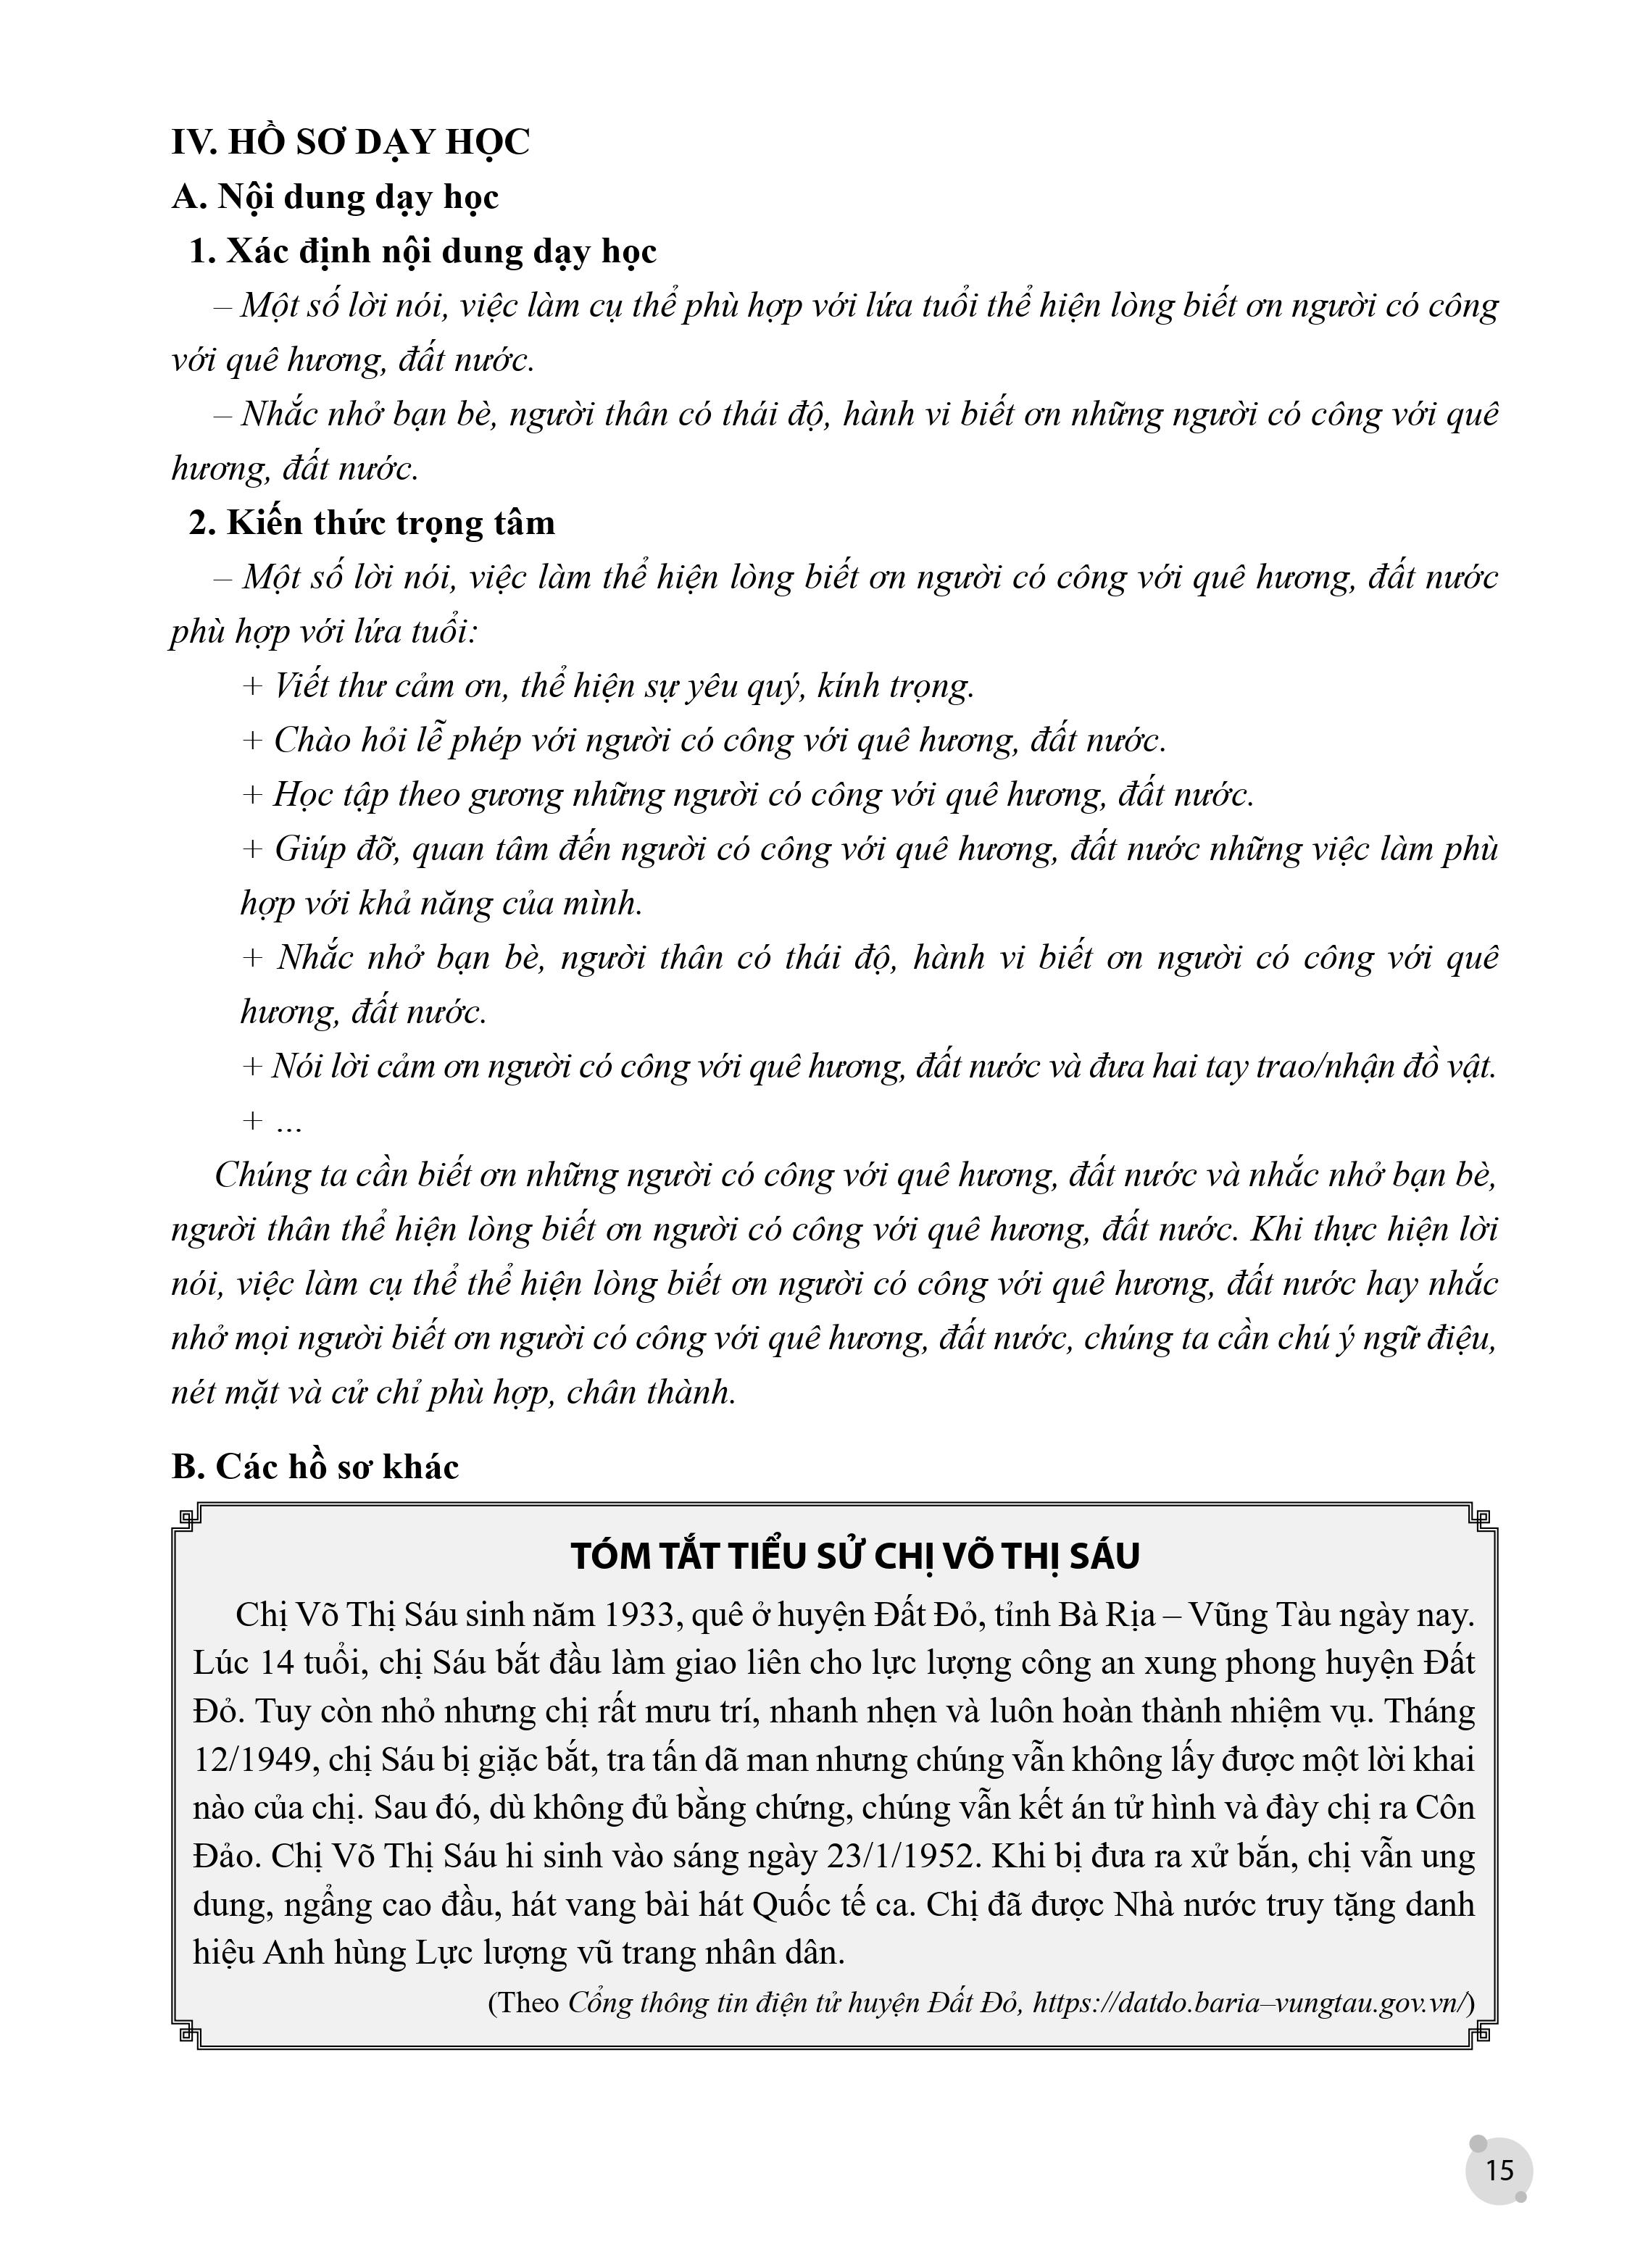 IV. HỒ SƠ DẠY HỌC
A. Nội dung dạy học
1. Xác định nội dung dạy học
– Một số lời nói, việc làm cụ thể phù hợp với lứa tuổi thể hiện lòng biết ơn người có công
với quê hương, đất nước.
– Nhắc nhở bạn bè, người thân có thái độ, hành vi biết ơn những người có công với quê
hương, đất nước.
2. Kiến thức trọng tâm
– Một số lời nói, việc làm thể hiện lòng biết ơn người có công với quê hương, đất nước
phù hợp với lứa tuổi:
+ Viết thư cảm ơn, thể hiện sự yêu quý, kính trọng.
+ Chào hỏi lễ phép với người có công với quê hương, đất nước.
+ Học tập theo gương những người có công với quê hương, đất nước.
+ Giúp đỡ, quan tâm đến người có công với quê hương, đất nước những việc làm phù
hợp với khả năng của mình.
+ Nhắc nhở bạn bè, người thân có thái độ, hành vi biết ơn người có công với quê
hương, đất nước.
+ Nói lời cảm ơn người có công với quê hương, đất nước và đưa hai tay trao/nhận đồ vật.
+ ...
Chúng ta cần biết ơn những người có công với quê hương, đất nước và nhắc nhở bạn bè,
người thân thể hiện lòng biết ơn người có công với quê hương, đất nước. Khi thực hiện lời
nói, việc làm cụ thể thể hiện lòng biết ơn người có công với quê hương, đất nước hay nhắc
nhở mọi người biết ơn người có công với quê hương, đất nước, chúng ta cần chú ý ngữ điệu,
nét mặt và cử chỉ phù hợp, chân thành.
B. Các hồ sơ khác
TÓM TẮT TIỂU SỬ CHỊ VÕ THỊ SÁU
Chị Võ Thị Sáu sinh năm 1933, quê ở huyện Đất Đỏ, tỉnh Bà Rịa – Vũng Tàu ngày nay.
Lúc 14 tuổi, chị Sáu bắt đầu làm giao liên cho lực lượng công an xung phong huyện Đất
Đỏ. Tuy còn nhỏ nhưng chị rất mưu trí, nhanh nhẹn và luôn hoàn thành nhiệm vụ. Tháng
12/1949, chị Sáu bị giặc bắt, tra tấn dã man nhưng chúng vẫn không lấy được một lời khai
nào của chị. Sau đó, dù không đủ bằng chứng, chúng vẫn kết án tử hình và đày chị ra Côn
Đảo. Chị Võ Thị Sáu hi sinh vào sáng ngày 23/1/1952. Khi bị đưa ra xử bắn, chị vẫn ung
dung, ngẩng cao đầu, hát vang bài hát Quốc tế ca. Chị đã được Nhà nước truy tặng danh
hiệu Anh hùng Lực lượng vũ trang nhân dân.
(Theo Cổng thông tin điện tử huyện Đất Đỏ, https://datdo.baria–vungtau.gov.vn/)
15